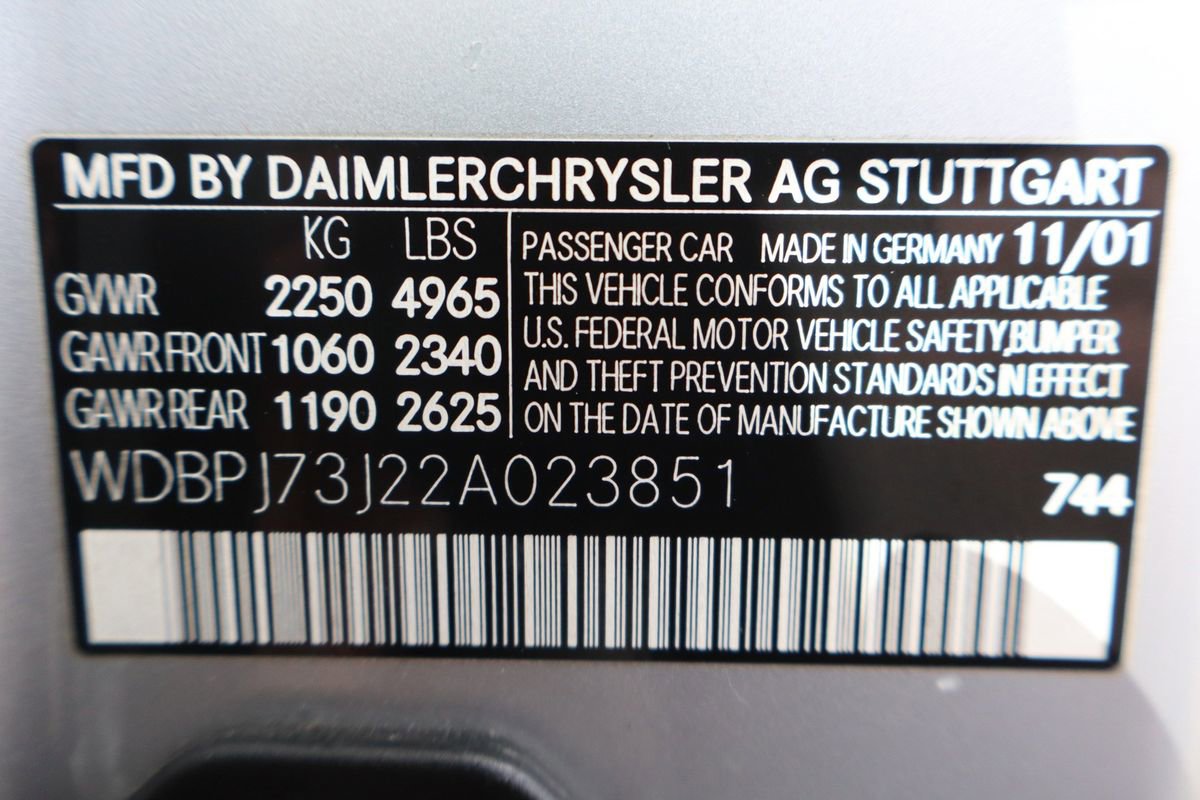 MFD BY DAIMLERCHRYSLER AG STUTTGART
KG LBS
GVWR 2250 4965
GAWR FRONT 1060 2340
GAWR REAR 1190 2625
PASSENGER CAR MADE IN GERMANY 11/01
THIS VEHICLE CONFORMS TO ALL APPLICABLE
U.S. FEDERAL MOTOR VEHICLE SAFETY,BUMPER
AND THEFT PREVENTION STANDARDS IN EFFECT
ON THE DATE OF MANUFACTURE SHOWN ABOVE
WDBPJ73J22A023851 744